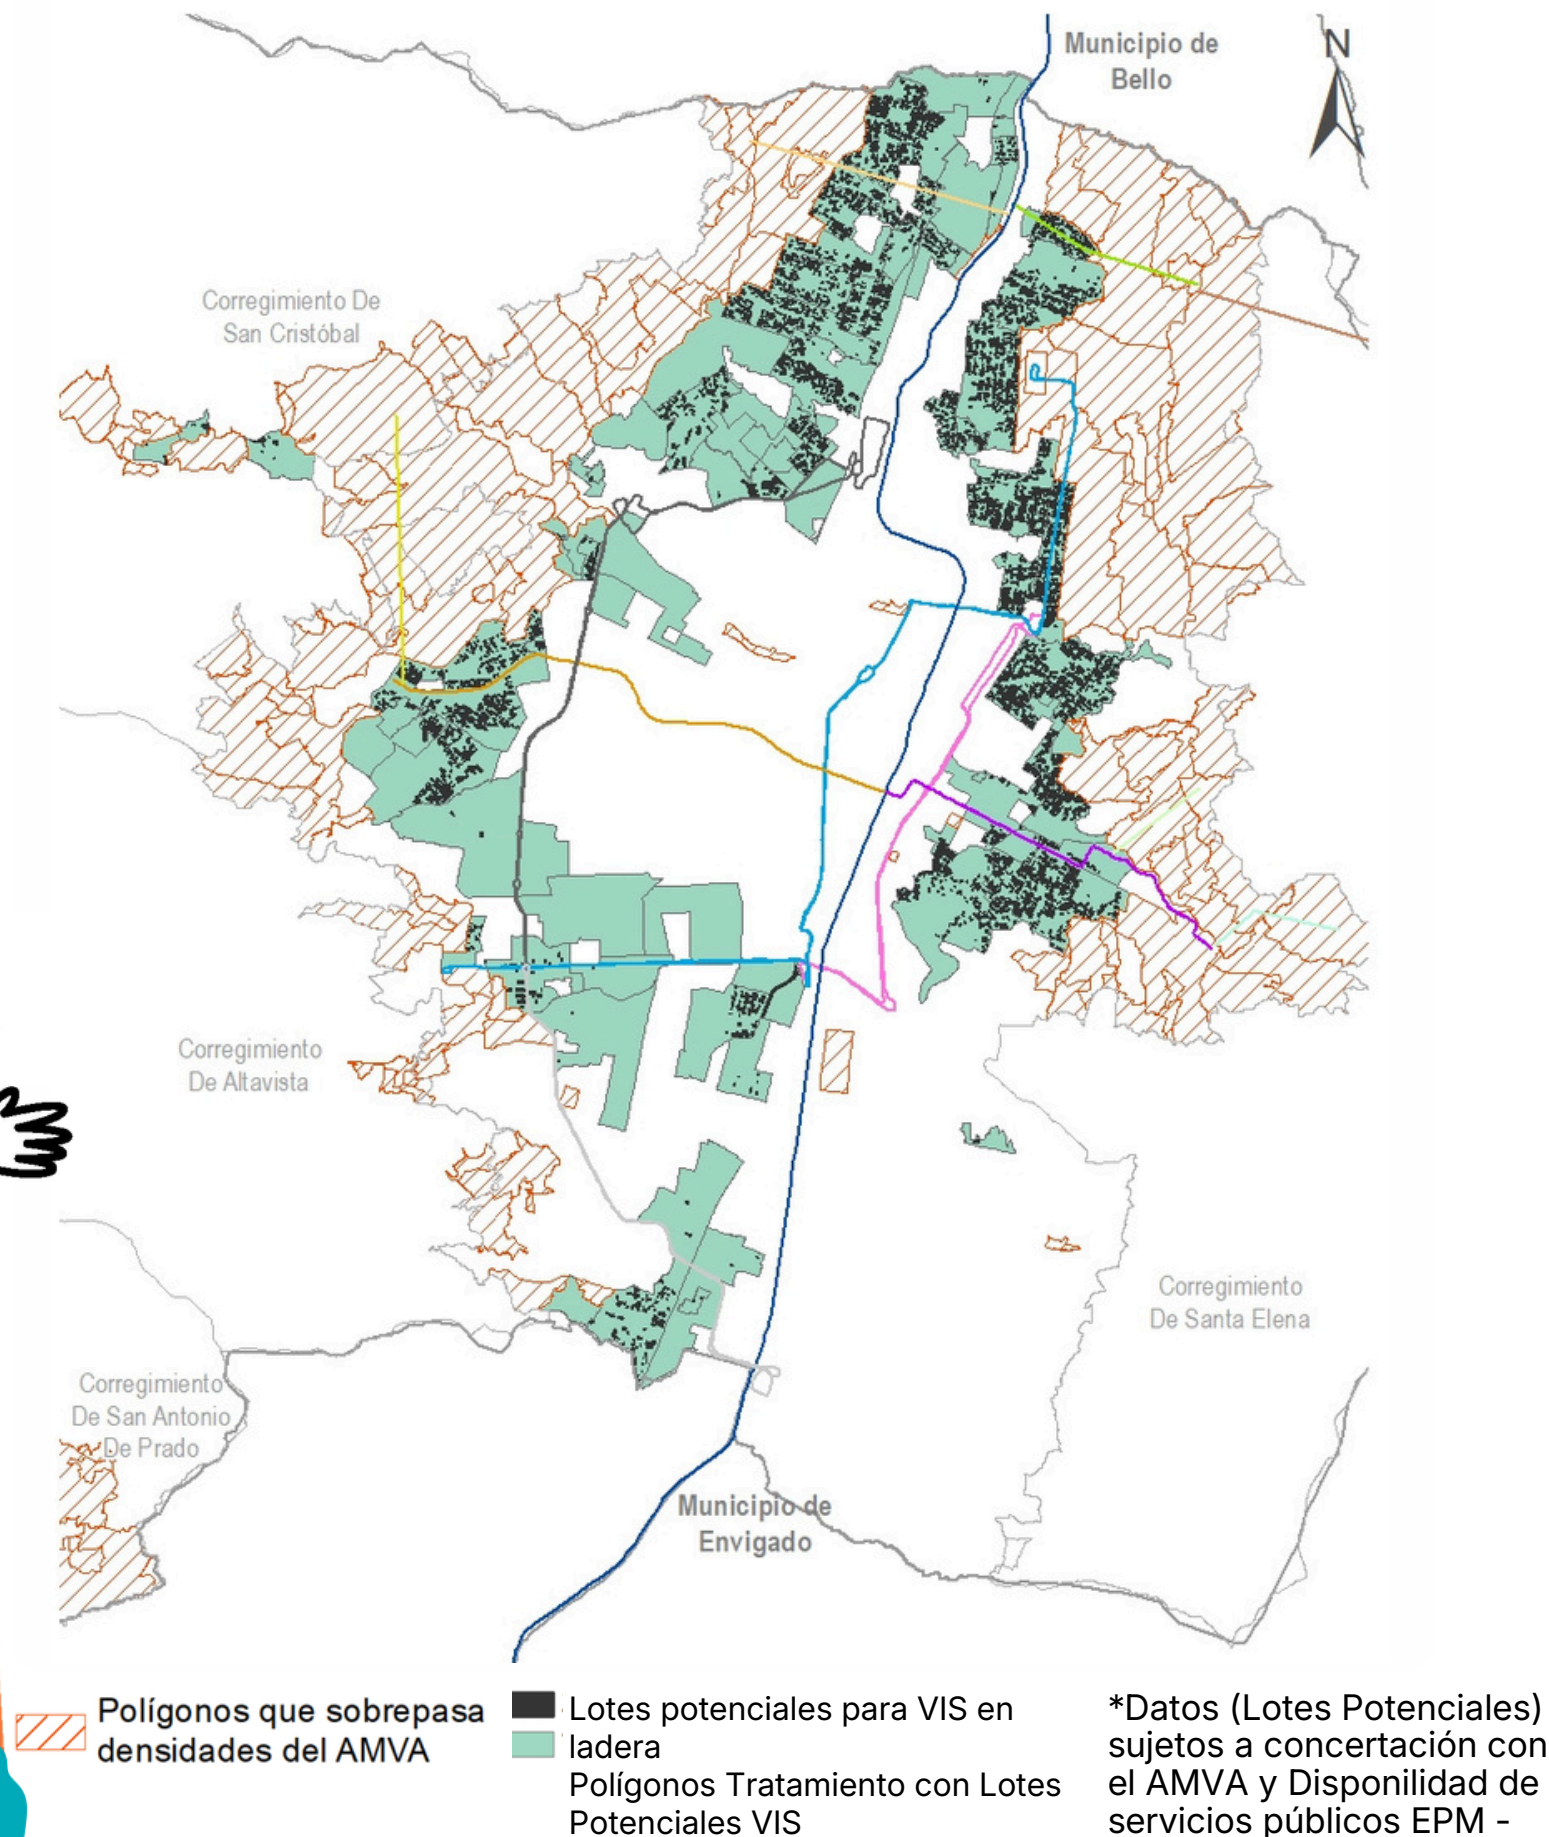 Municipio de
Bello
N
Corregimiento De
San Cristóbal
Corregimiento
De Altavista
Corregimiento
De Santa Elena
Corregimiento
De San Antonio
De Prado
Municipio de
Envigado
Polígonos que sobrepasa
densidades del AMVA
Lotes potenciales para VIS en
ladera
Polígonos Tratamiento con Lotes
Potenciales VIS
*Datos (Lotes Potenciales)
sujetos a concertación con
el AMVA y Disponilidad de
servicios públicos EPM -